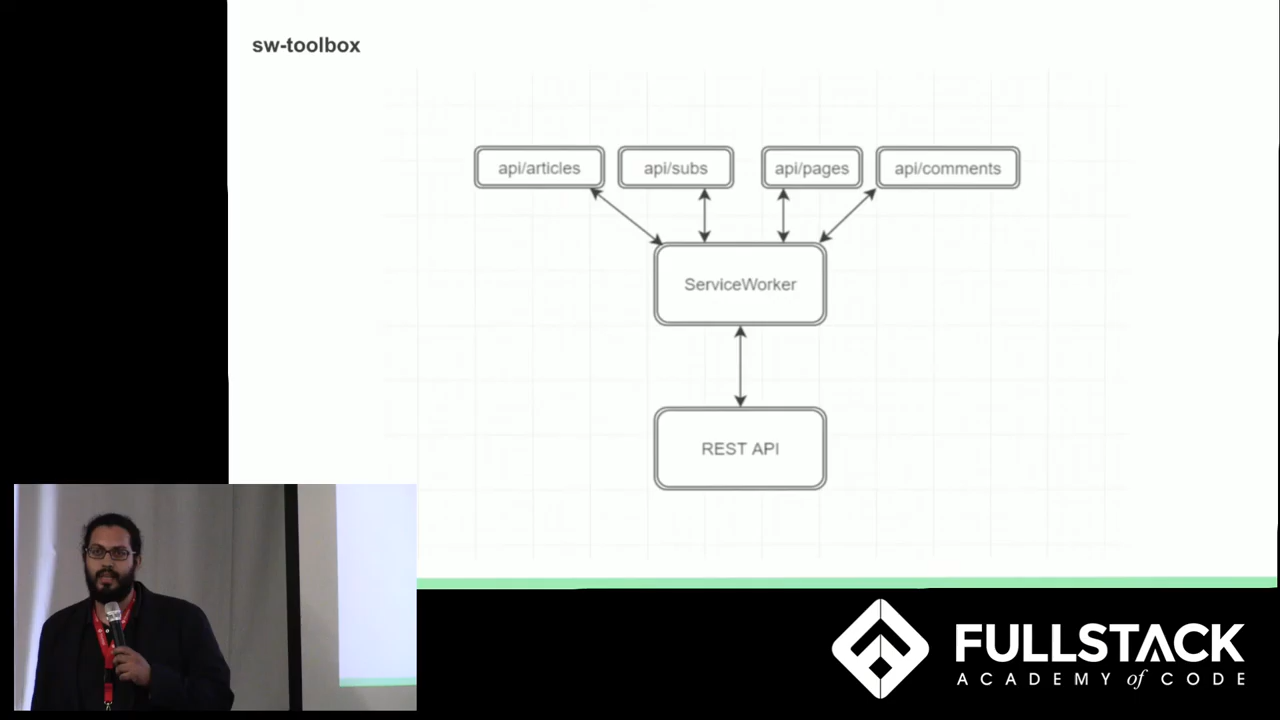 sw-toolbox
api/articles
api/subs
api/pages
api/comments
ServiceWorker
REST API
FULLSTACK
ACADEMY of CODE